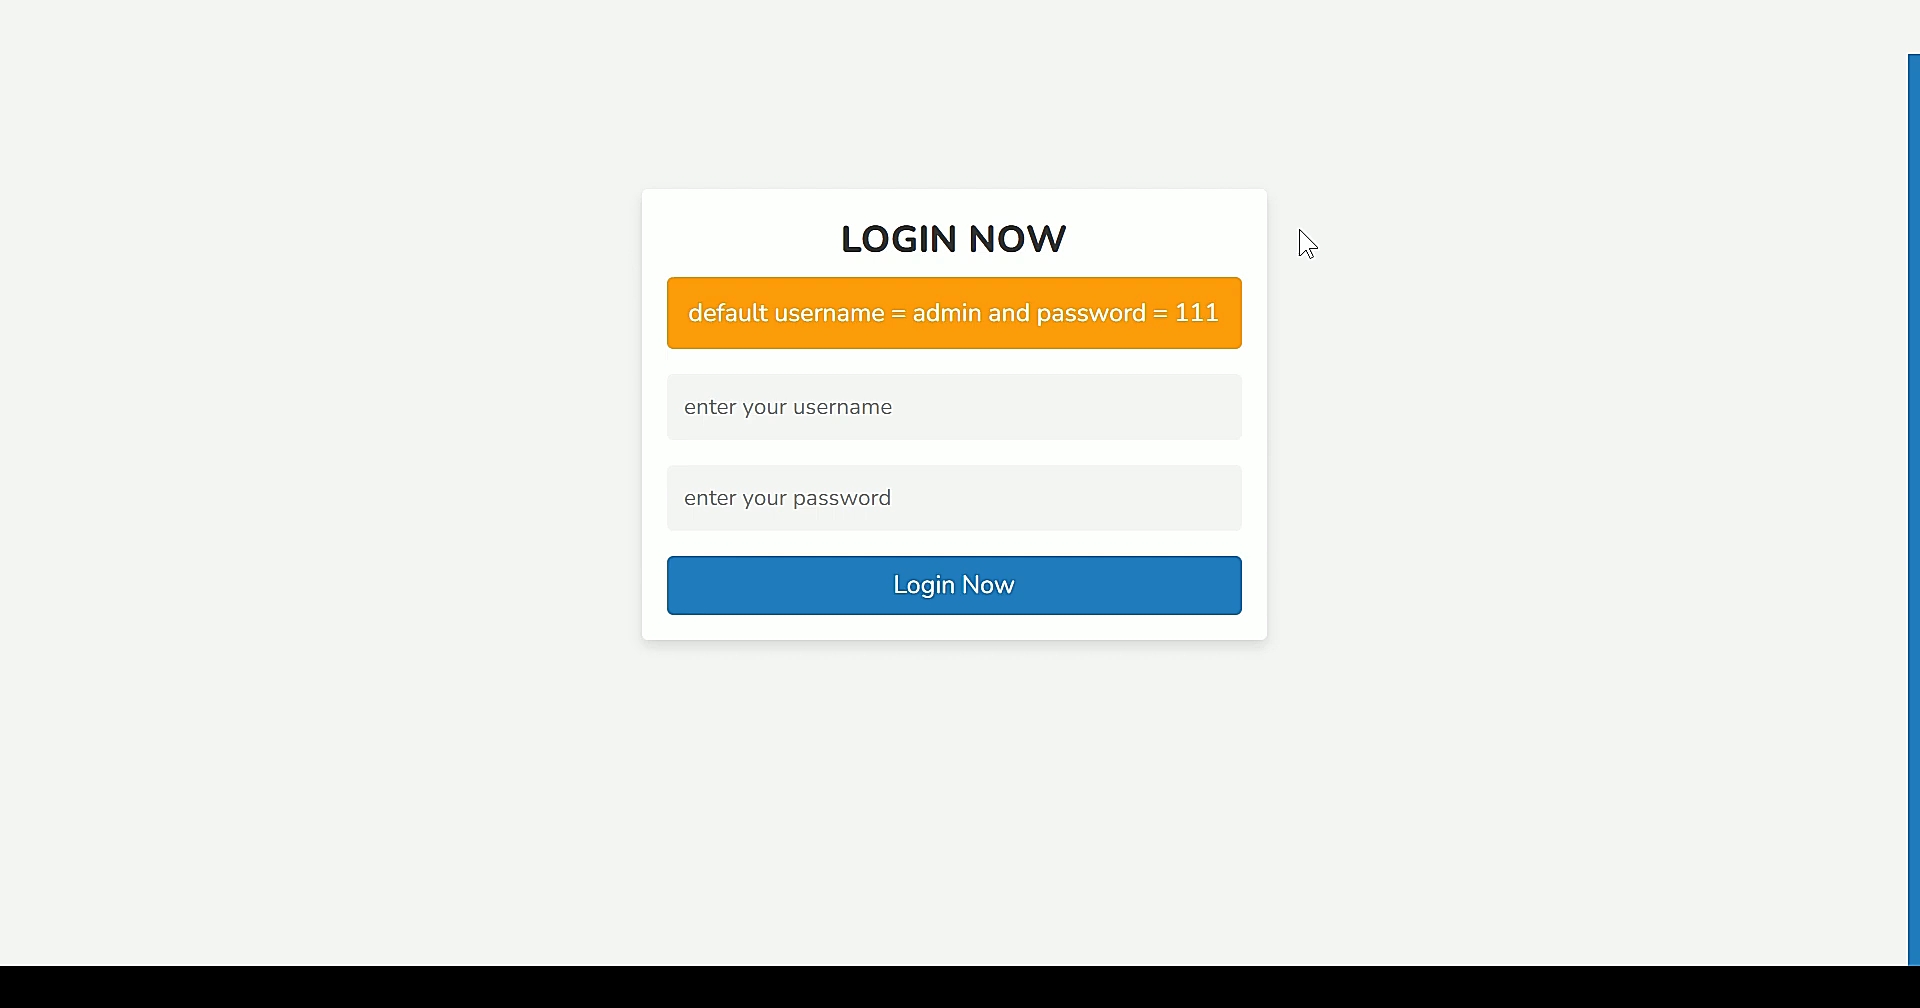 LOGIN NOW
default username = admin and password = 111
enter your username
enter your password
Login Now